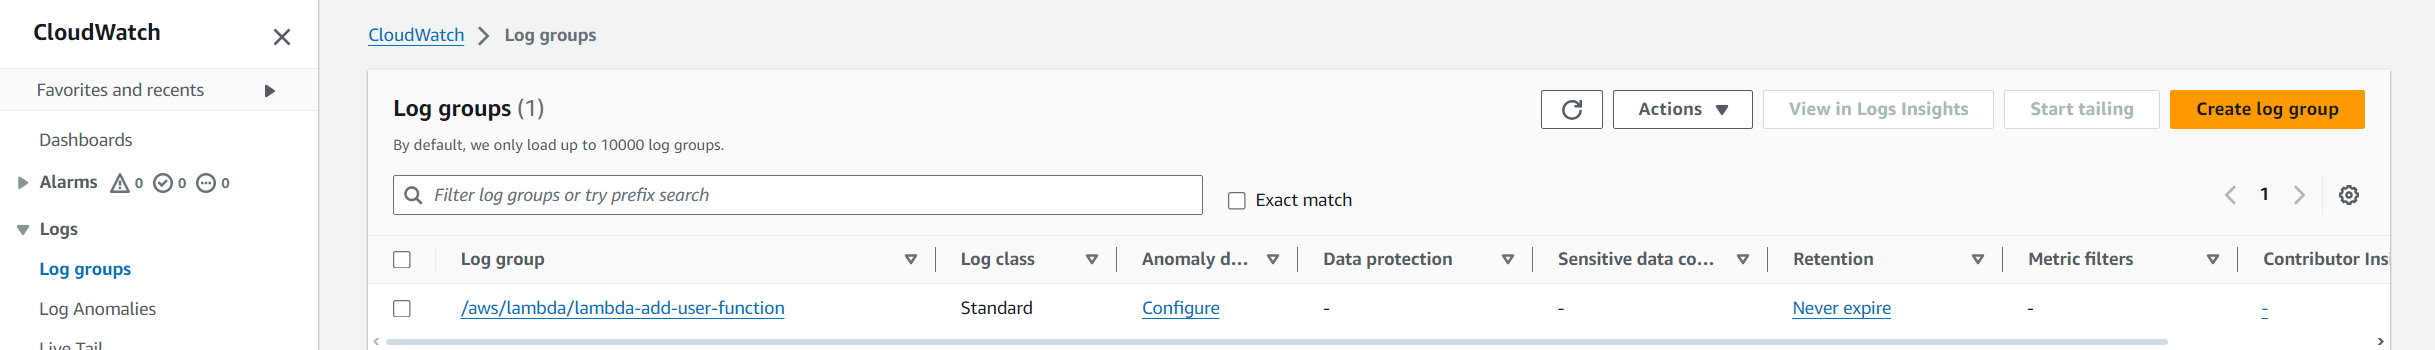 CloudWatch
Favorites and recents
Dashboards
Alarms 0 0 0
Logs
Log groups
Log Anomalies
Live Tail
CloudWatch > Log groups
Log groups (1)
By default, we only load up to 10000 log groups.
Actions View in Logs Insights Start tailing Create log group
Filter log groups or try prefix search Exact match 1
Log group Log class Anomaly d... Data protection Sensitive data co... Retention Metric filters Contributor Insi
/aws/lambda/lambda-add-user-function Standard Configure - - Never expire - -